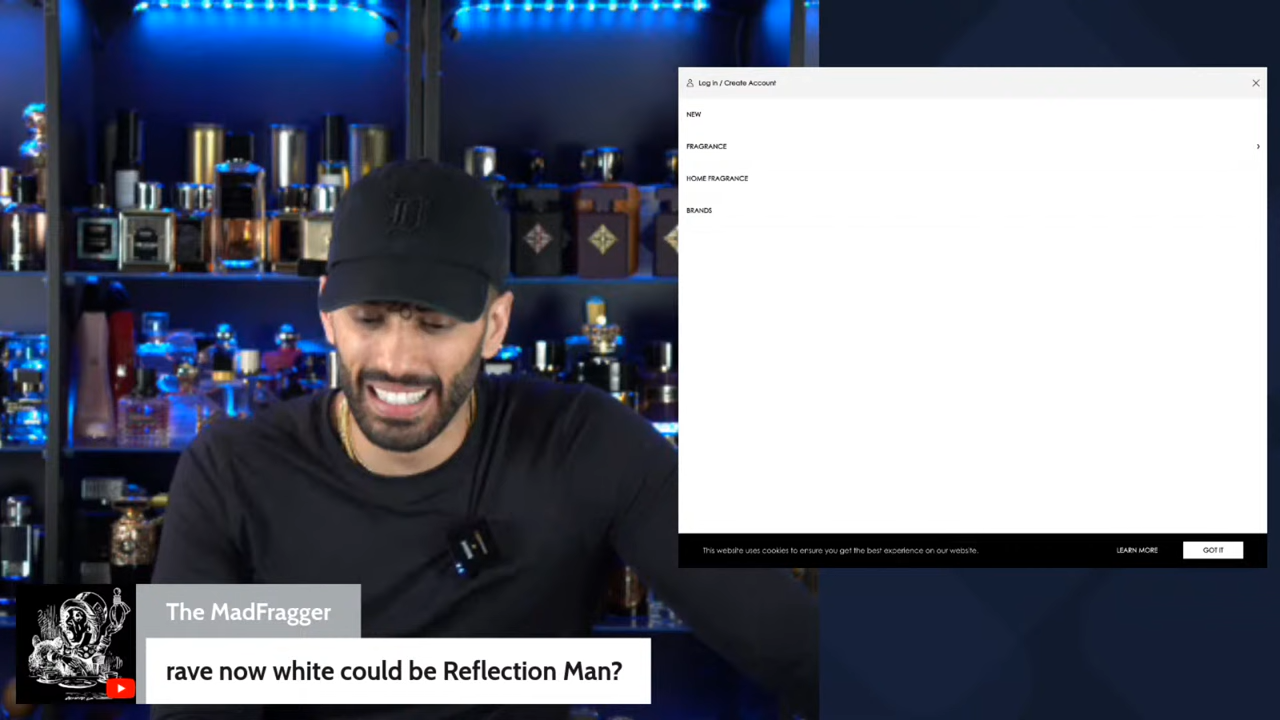 Log in / Create Account
NEW
FRAGRANCE
HOME FRAGRANCE
BRANDS
This website uses cookies to ensure you get the best experience on our website.
LEARN MORE
GOT IT
The MadFragger
rave now white could be Reflection Man?